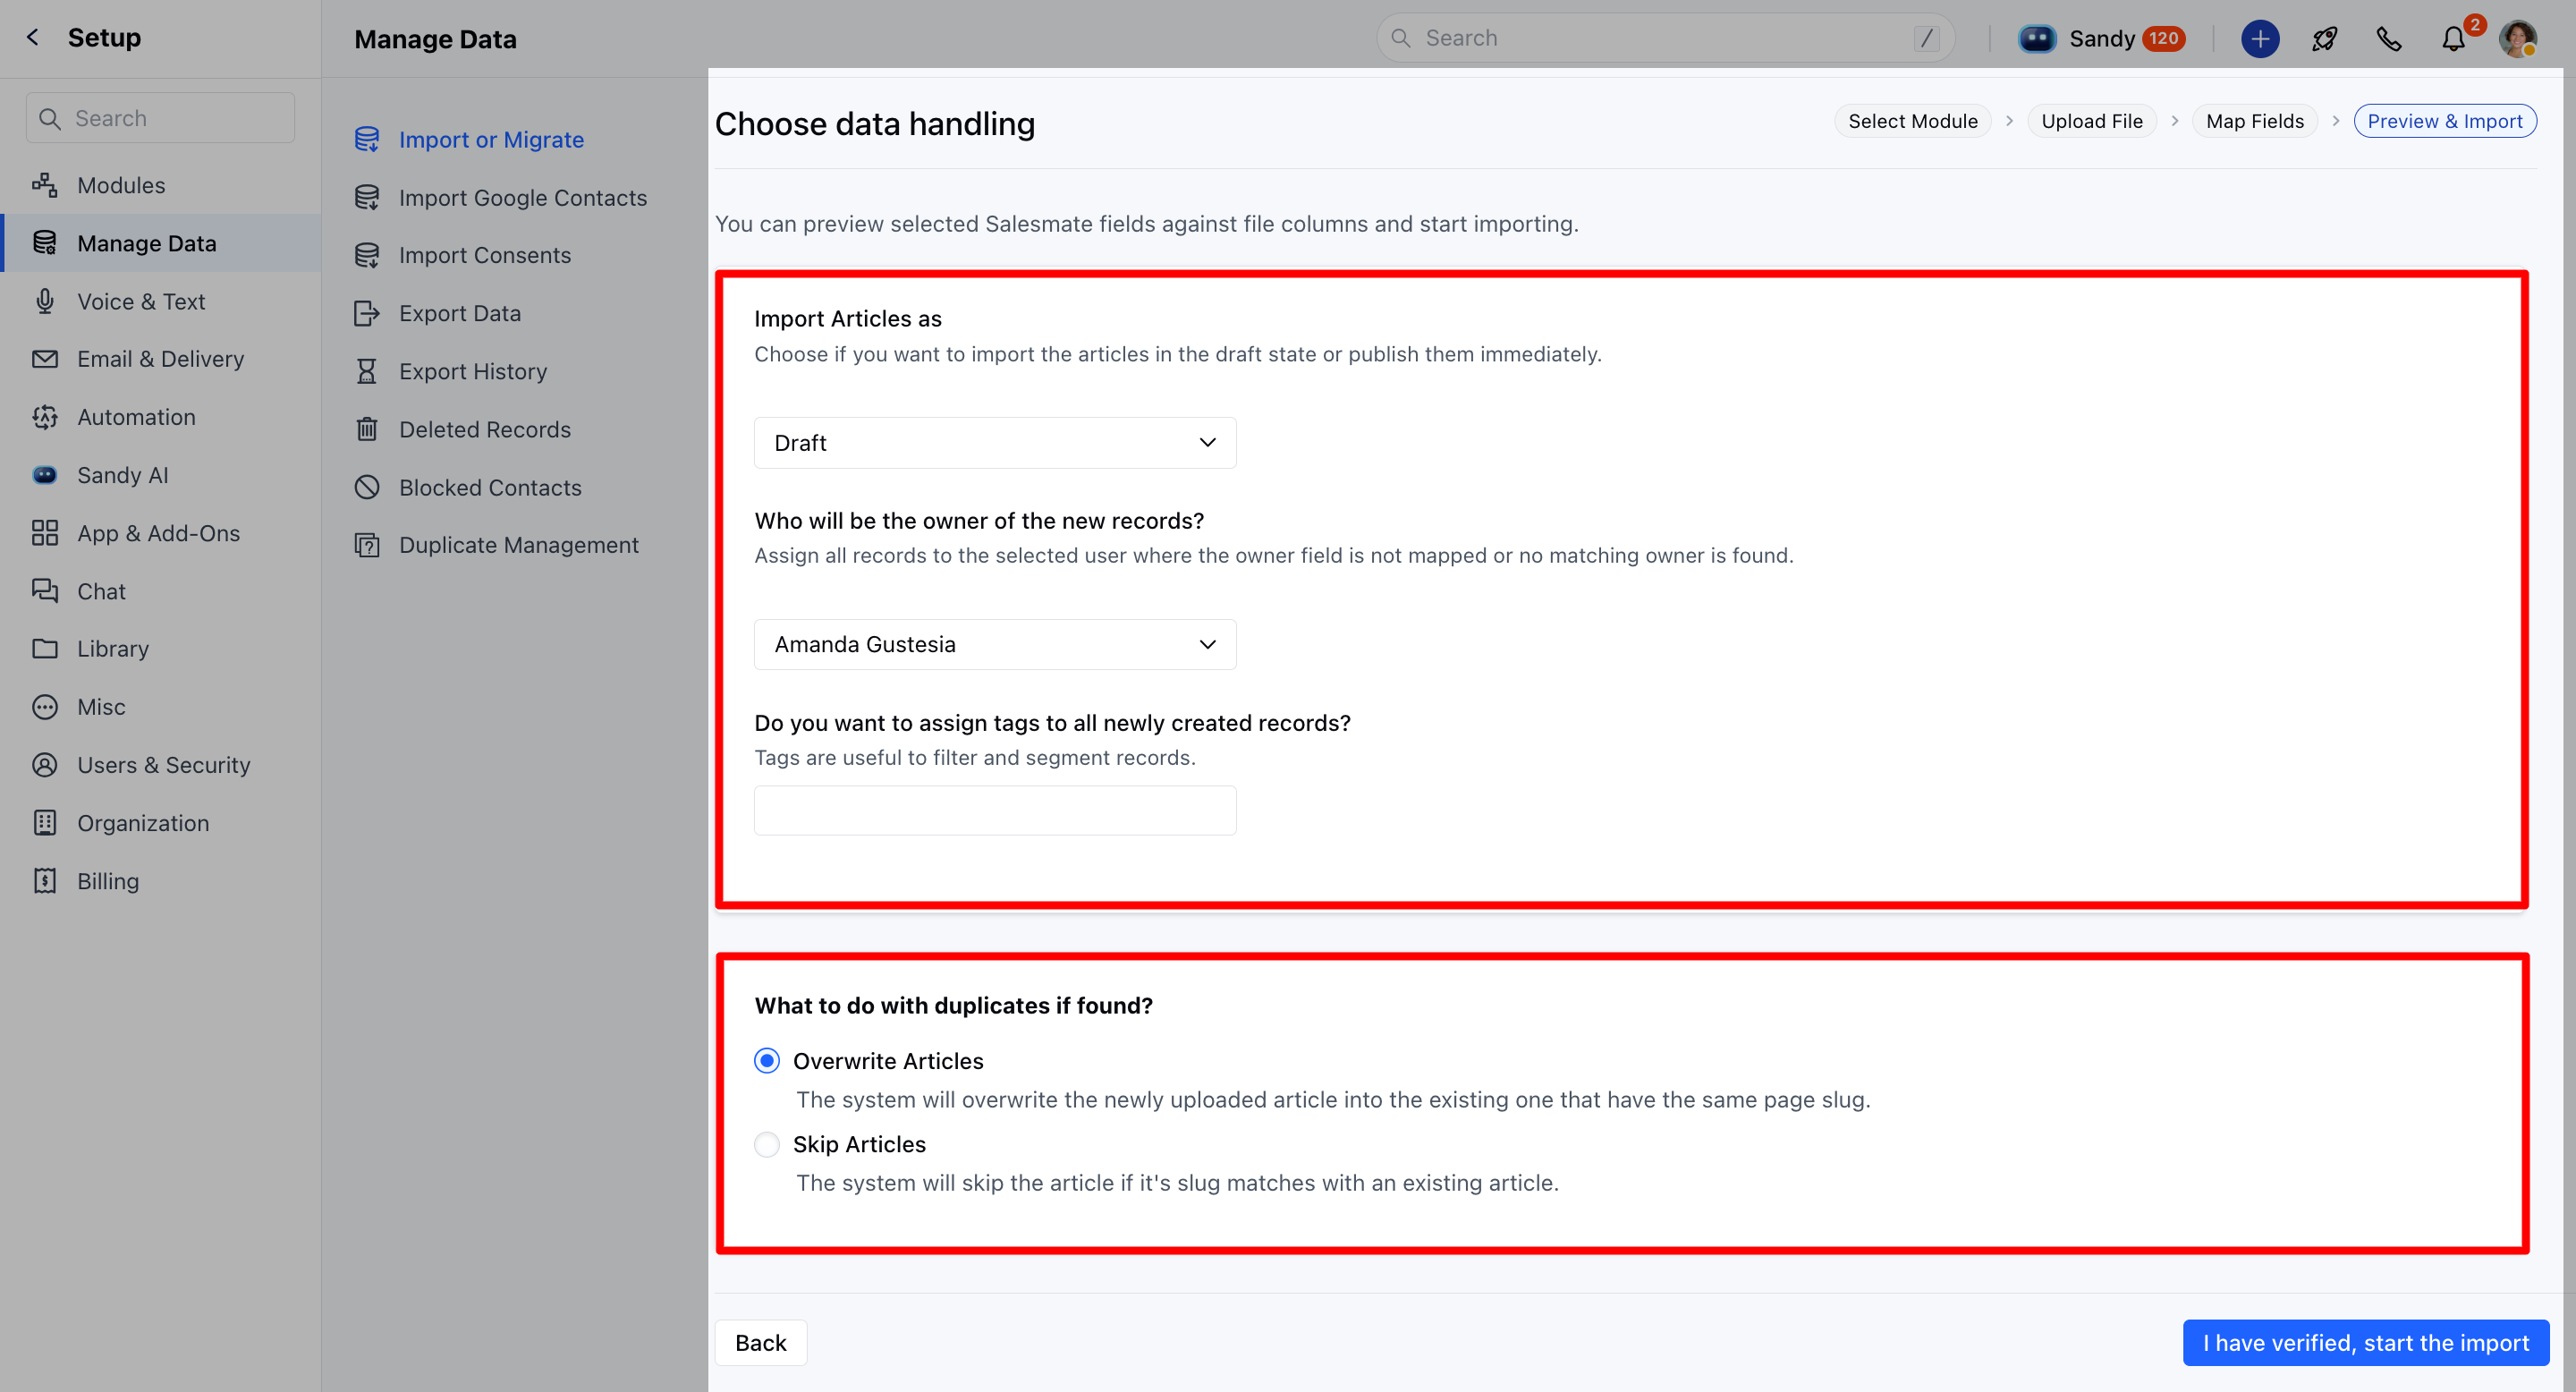 Setup
Manage Data
Search
/
Sandy 120
2
Search
Modules
Manage Data
Voice & Text
Email & Delivery
Automation
Sandy AI
App & Add-Ons
Chat
Library
Misc
Users & Security
Organization
Billing
Import or Migrate
Import Google Contacts
Import Consents
Export Data
Export History
Deleted Records
Blocked Contacts
Duplicate Management
Choose data handling
Select Module
Upload File
Map Fields
Preview & Import
You can preview selected Salesmate fields against file columns and start importing.
Import Articles as
Choose if you want to import the articles in the draft state or publish them immediately.
Draft
Who will be the owner of the new records?
Assign all records to the selected user where the owner field is not mapped or no matching owner is found.
Amanda Gustesia
Do you want to assign tags to all newly created records?
Tags are useful to filter and segment records.
What to do with duplicates if found?
Overwrite Articles
The system will overwrite the newly uploaded article into the existing one that have the same page slug.
Skip Articles
The system will skip the article if it's slug matches with an existing article.
Back
I have verified, start the import